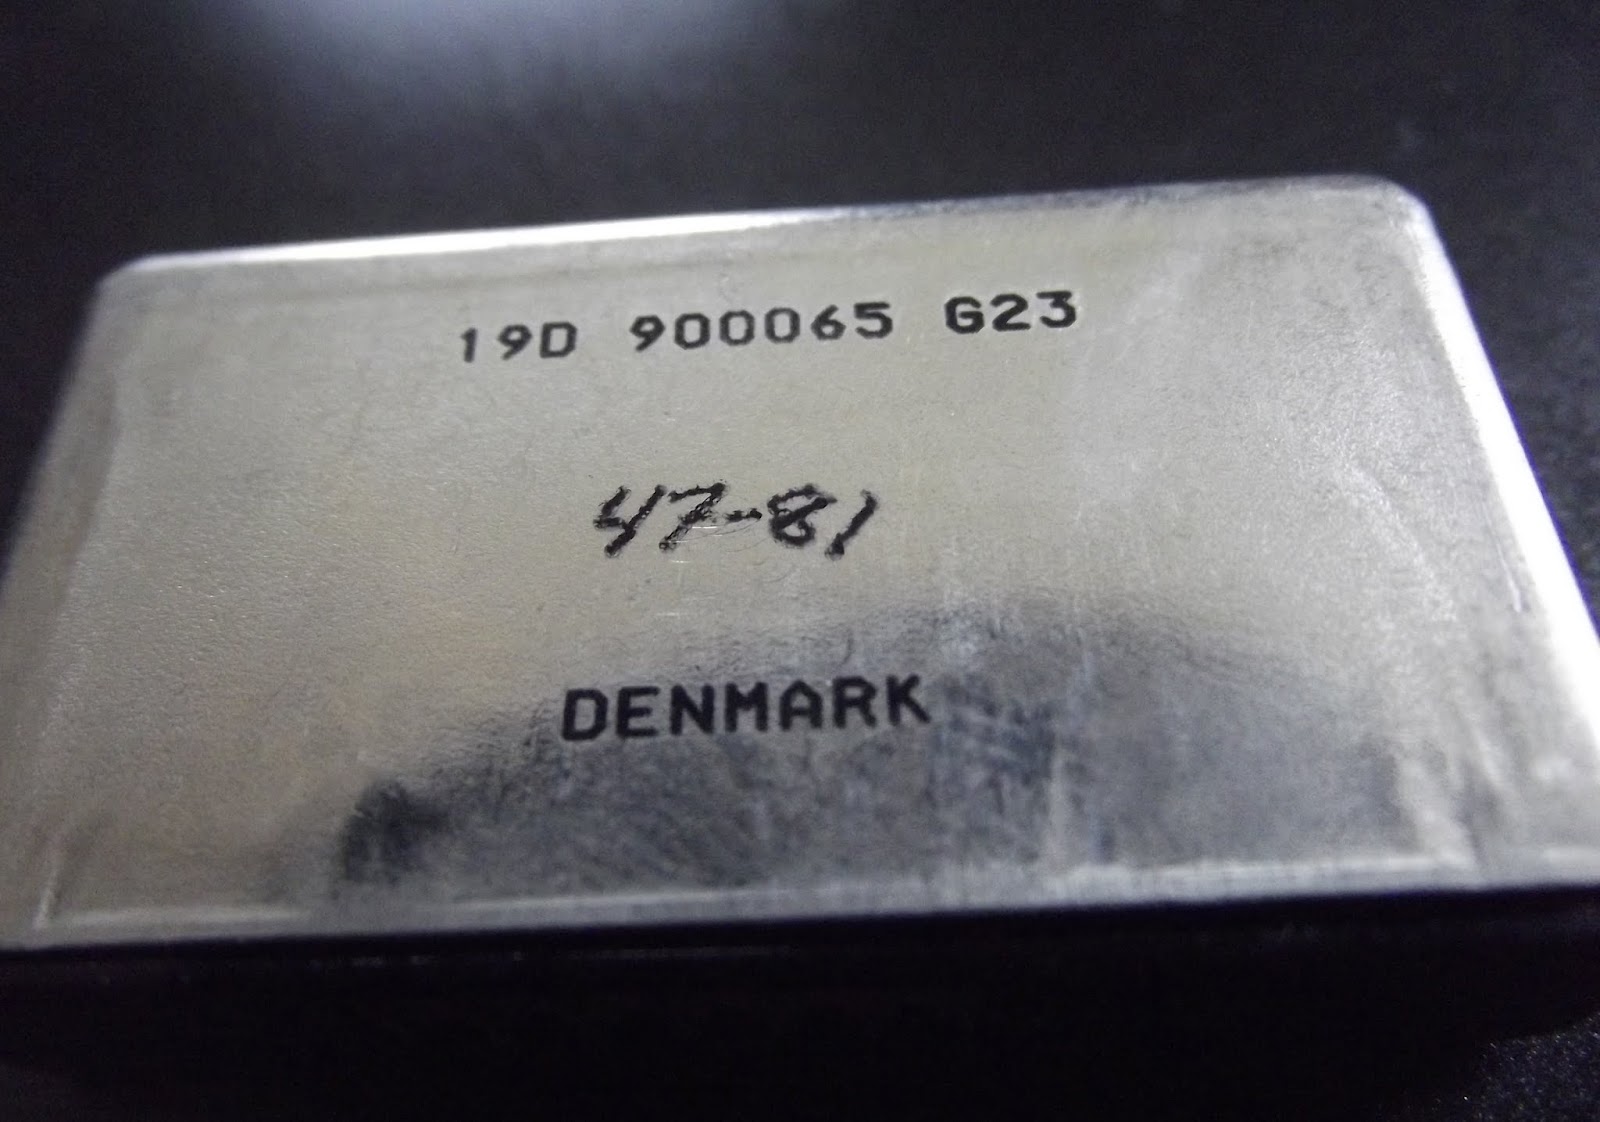 19D 900065 G23
47-81
DENMARK